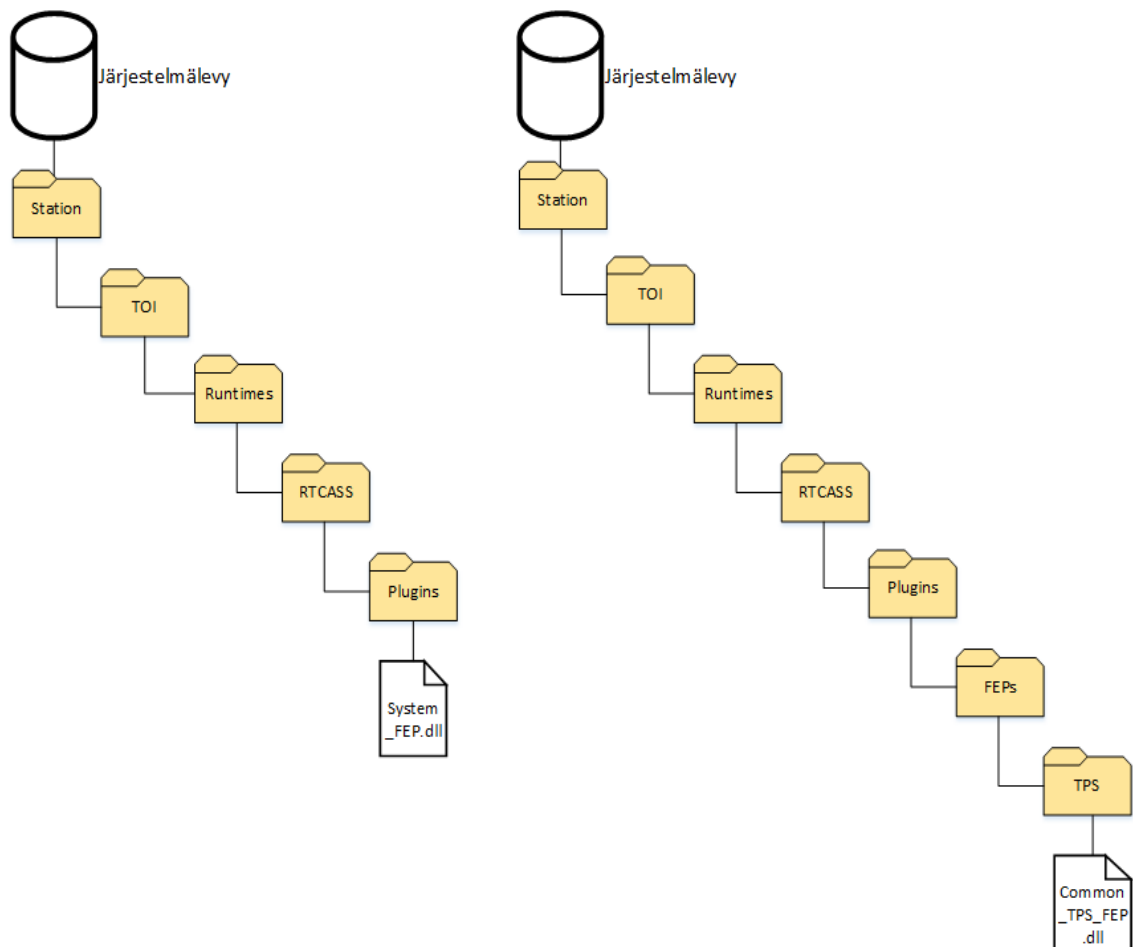 Järjestelmälevy
Station
TOI
Runtimes
RTCASS
Plugins
System
_FEP.dll
Järjestelmälevy
Station
TOI
Runtimes
RTCASS
Plugins
FEPs
TPS
Common
_TPS_FEP
.dll